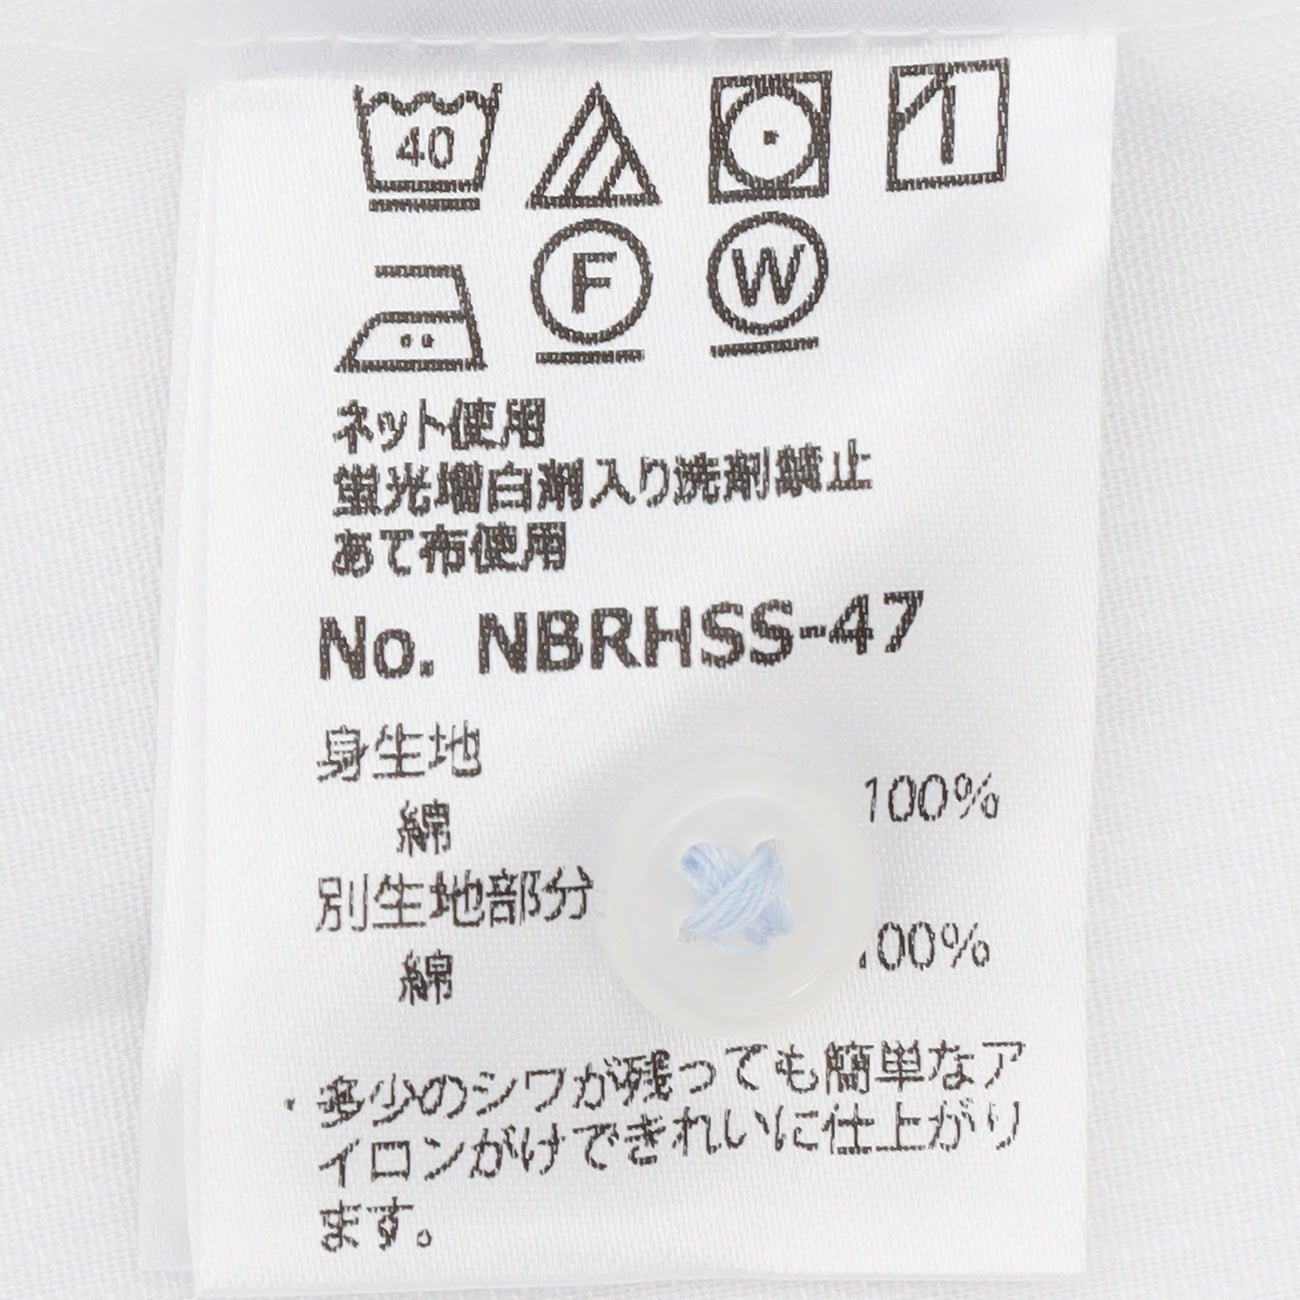 40
F W
ネット使用
蛍光増白剤入り洗剤禁止
あて布使用
No. NBRHSS-47
身生地
綿 100%
別生地部分
綿 100%
・多少のシワが残っても簡単なア
イロンがけできれいに仕上がり
ます。